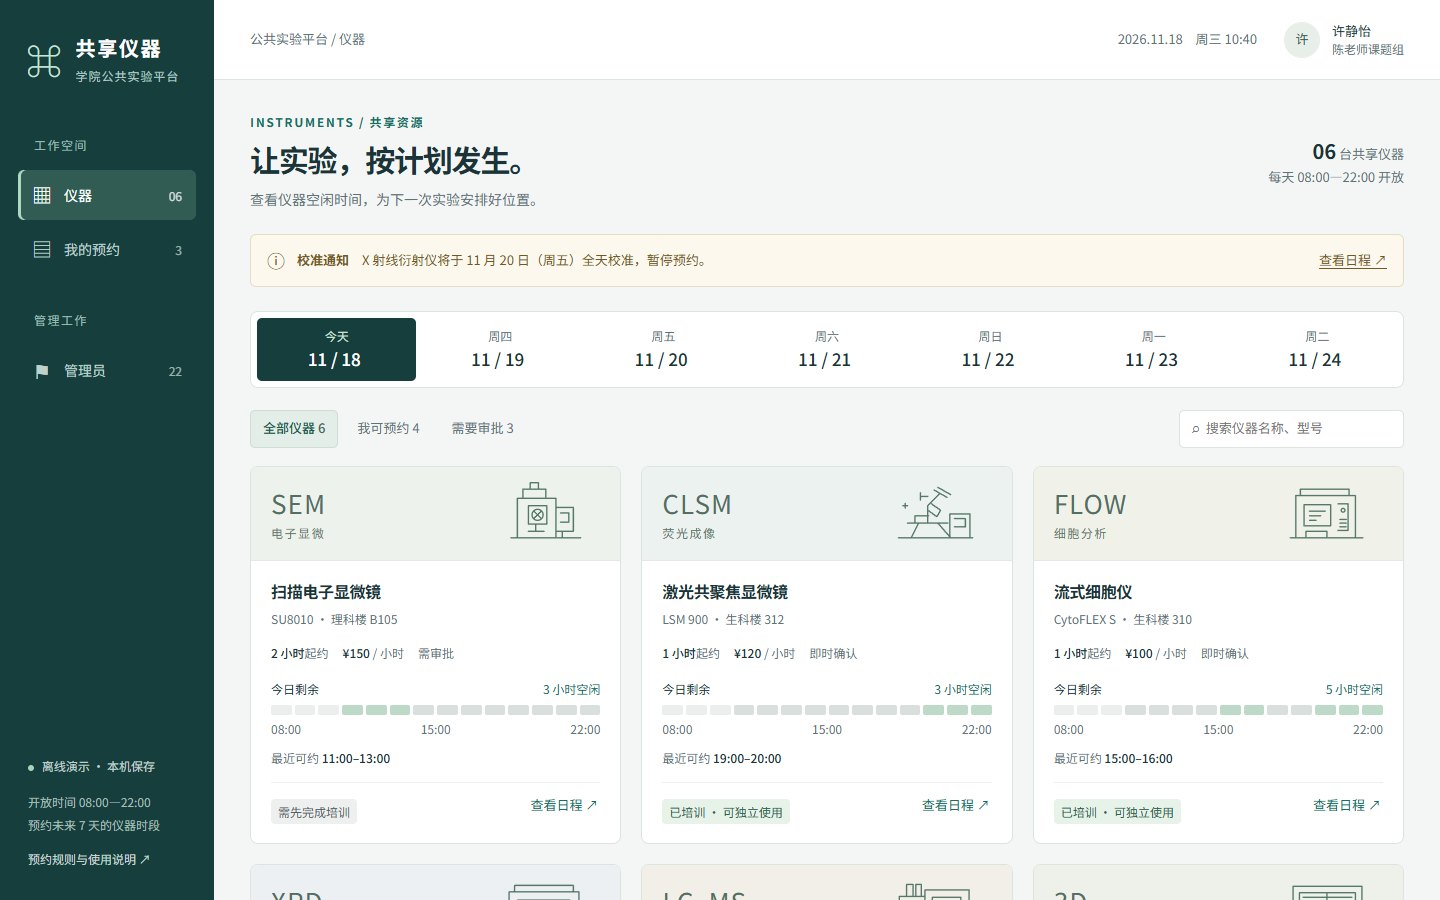 共享仪器
学院公共实验平台
工作空间
仪器 06
我的预约 3
管理工作
管理员 22
离线演示 · 本机保存
开放时间 08:00—22:00
预约未来 7 天的仪器时段
预约规则与使用说明 ↗
公共实验平台 / 仪器
2026.11.18 周三 10:40
许
许静怡
陈老师课题组
INSTRUMENTS / 共享资源
让实验，按计划发生。
查看仪器空闲时间，为下一次实验安排好位置。
06 台共享仪器
每天 08:00—22:00 开放
校准通知 X 射线衍射仪将于 11 月 20 日（周五）全天校准，暂停预约。
查看日程 ↗
今天 周四 周五 周六 周日 周一 周二
11 / 18 11 / 19 11 / 20 11 / 21 11 / 22 11 / 23 11 / 24
全部仪器 6 我可预约 4 需要审批 3
搜索仪器名称、型号
SEM
电子显微
扫描电子显微镜
SU8010 · 理科楼 B105
2 小时起约 ¥150 / 小时 需审批
今日剩余 3 小时空闲
08:00 15:00 22:00
最近可约 11:00–13:00
需先完成培训 查看日程 ↗
CLSM
荧光成像
激光共聚焦显微镜
LSM 900 · 生科楼 312
1 小时起约 ¥120 / 小时 即时确认
今日剩余 3 小时空闲
08:00 15:00 22:00
最近可约 19:00–20:00
已培训 · 可独立使用 查看日程 ↗
FLOW
细胞分析
流式细胞仪
CytoFLEX S · 生科楼 310
1 小时起约 ¥100 / 小时 即时确认
今日剩余 5 小时空闲
08:00 15:00 22:00
最近可约 15:00–16:00
已培训 · 可独立使用 查看日程 ↗
XRD
LC-MS
3D